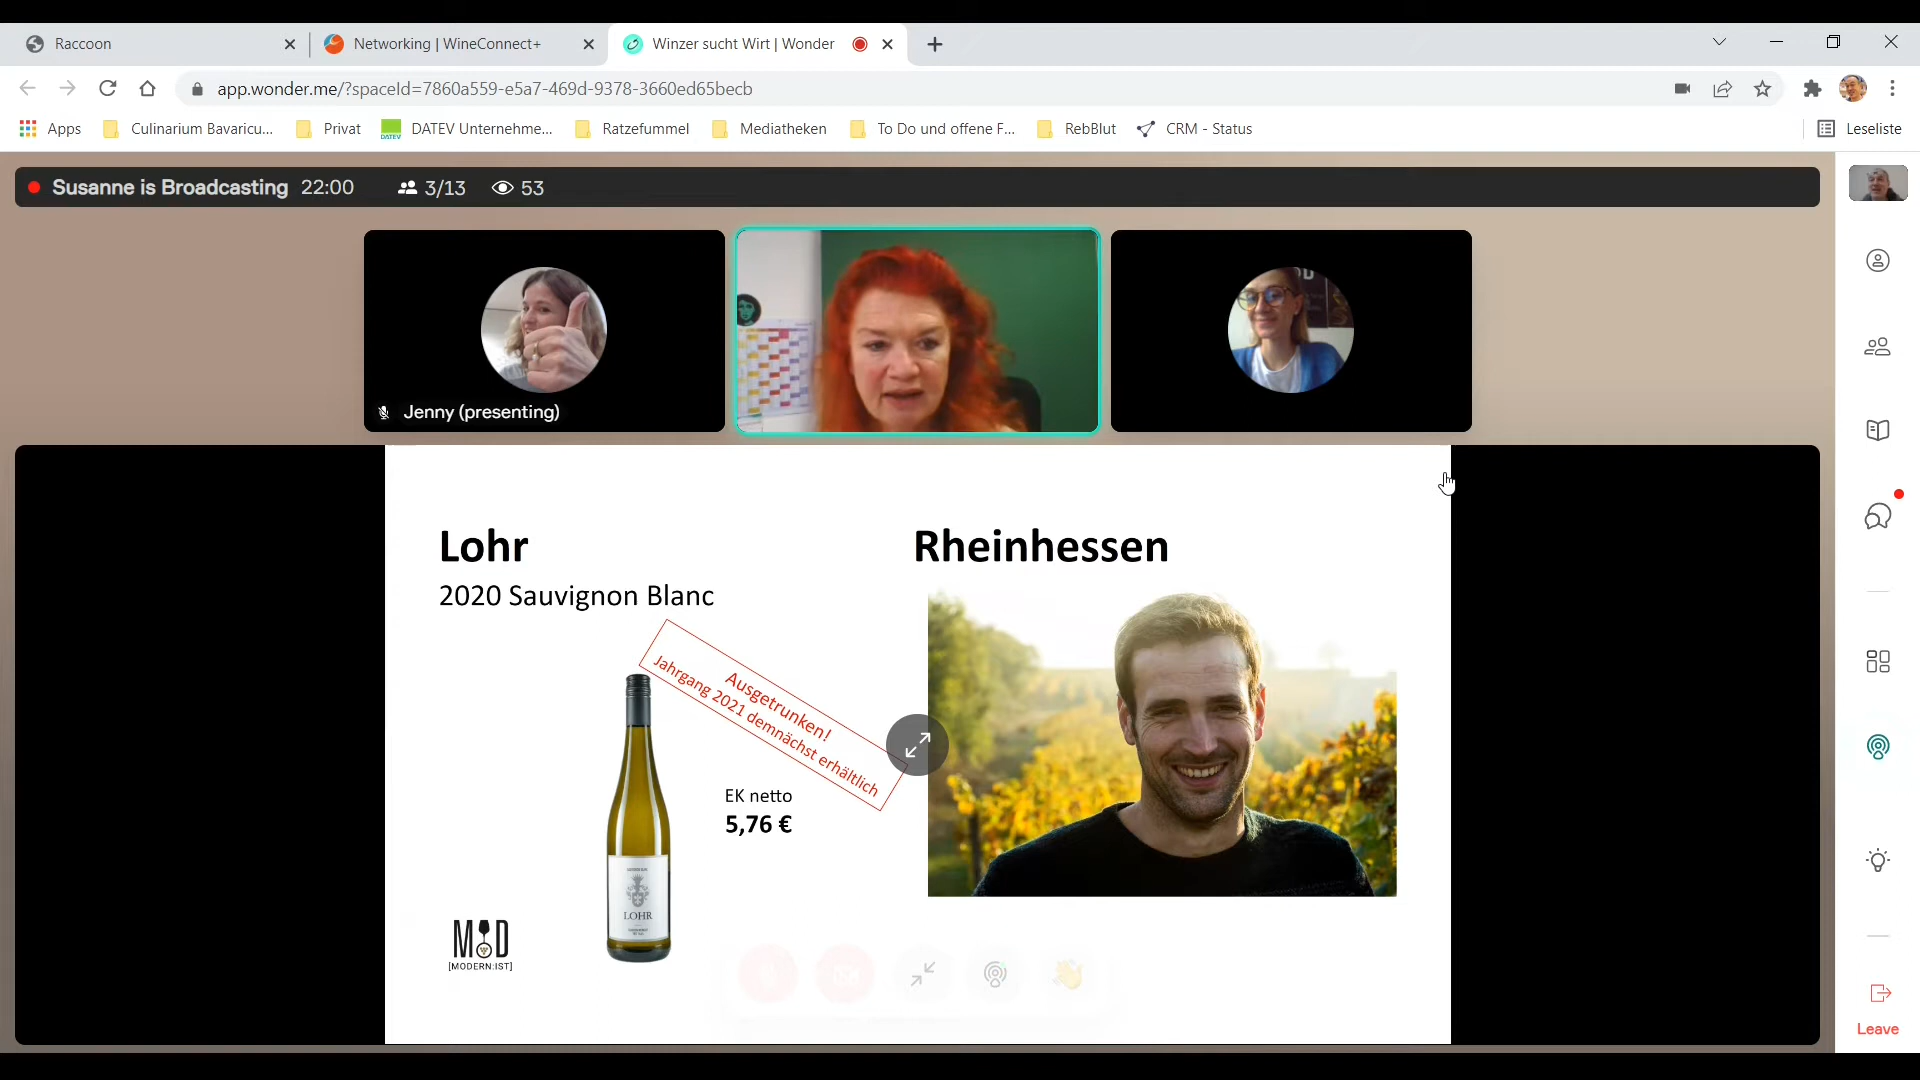 Raccoon
Networking | WineConnect+
Winzer sucht Wirt | Wonder
app.wonder.me/?spaceId=7860a559-e5a7-469d-9378-3660ed65becb
Apps
Culinarium Bavaricu...
Privat
DATEV
DATEV Unternehme...
Ratzefummel
Mediatheken
To Do und offene F...
RebBlut
CRM - Status
Leseliste
Susanne is Broadcasting 22:00 3/13 53
Jenny (presenting)
Lohr
Rheinhessen
2020 Sauvignon Blanc
Ausgetrunken!
Jahrgang 2021 demnächst erhältlich
EK netto
5,76 €
LOHR
[MODERN:IST]
Leave